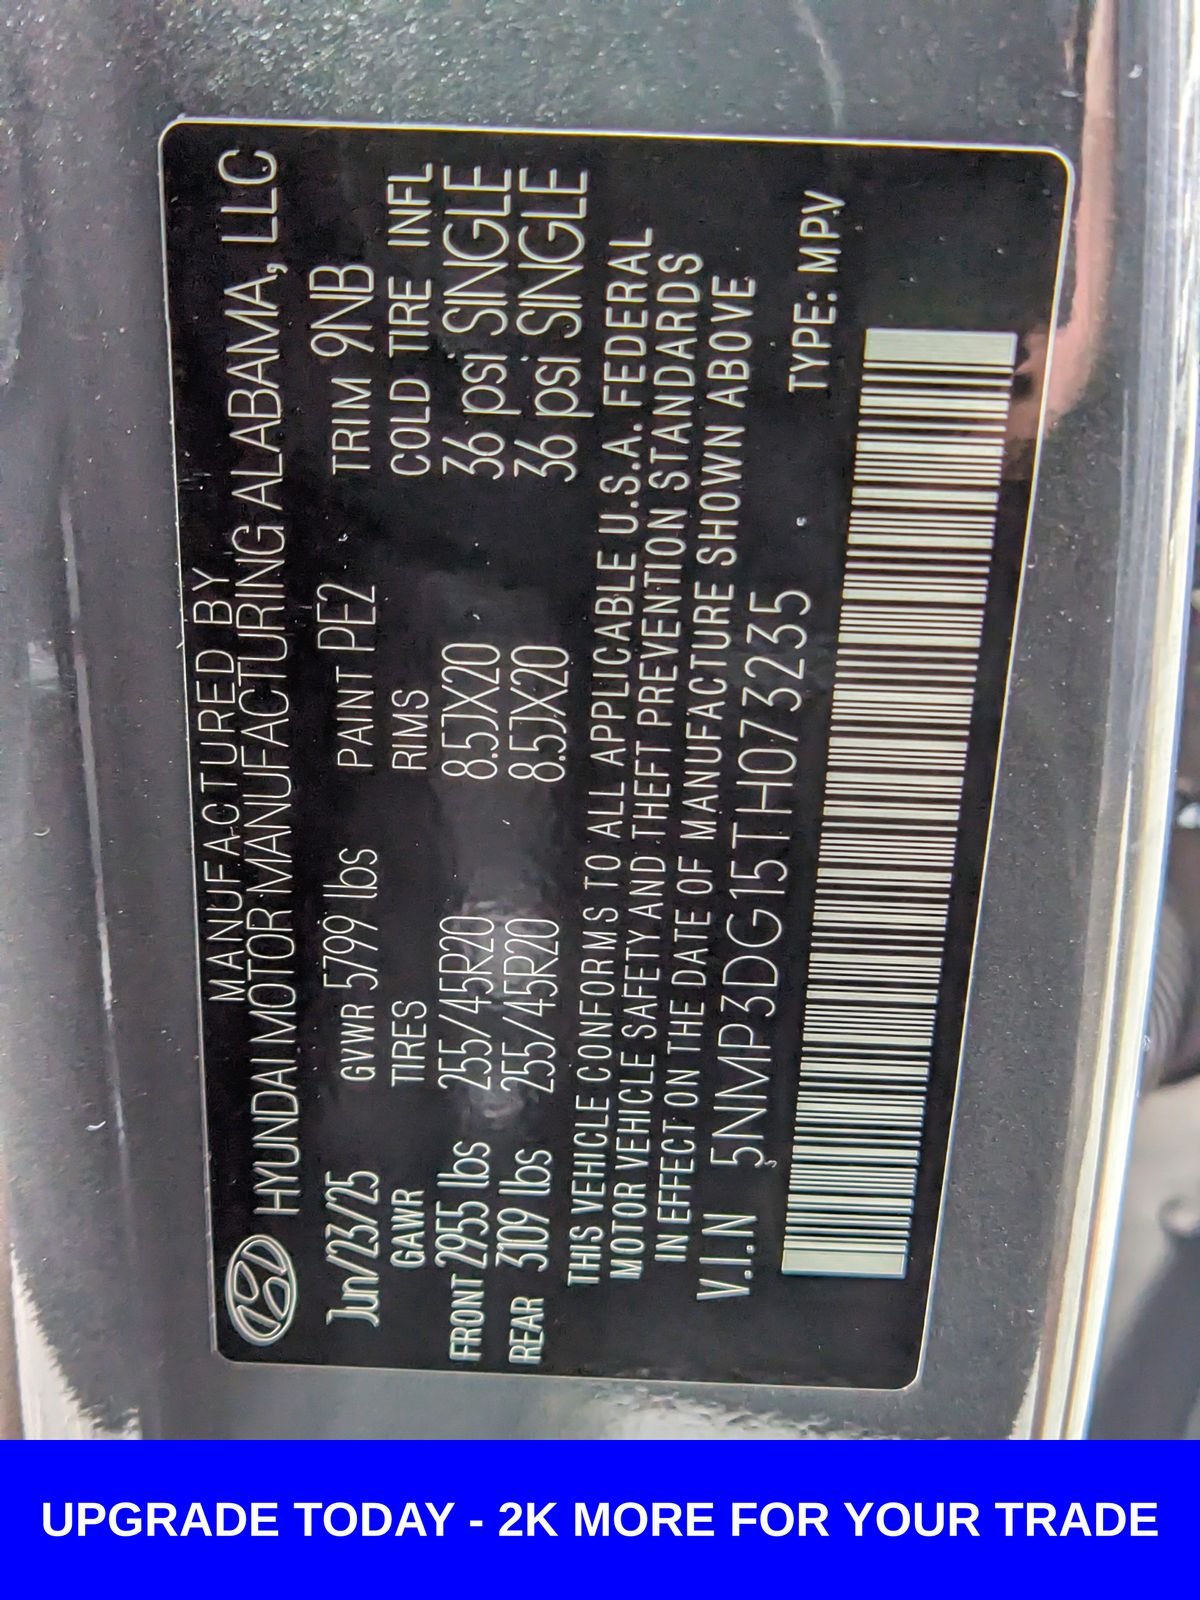 MANUFACTURED BY
HYUNDAI MOTOR MANUFACTURING ALABAMA, LLC
Jun/23/25 GVWR 5799 lbs PAINT PE2 TRIM 9NB
GAWR TIRES RIMS COLD TIRE INFL
FRONT 2955 lbs 255/45R20 8.5JX20 36 psi SINGLE
REAR 3109 lbs 255/45R20 8.5JX20 36 psi SINGLE
THIS VEHICLE CONFORMS TO ALL APPLICABLE U.S.A. FEDERAL
MOTOR VEHICLE SAFETY AND THEFT PREVENTION STANDARDS
IN EFFECT ON THE DATE OF MANUFACTURE SHOWN ABOVE
V.I.N 5NMP3DG15TH073235 TYPE: MPV
UPGRADE TODAY - 2K MORE FOR YOUR TRADE